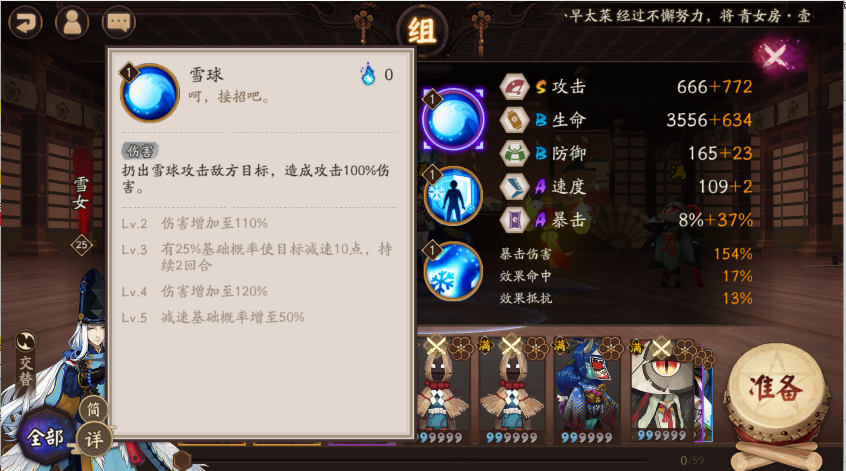 ·早太菜 经过不懈努力，将 青女房·壹
组
1
雪球
0
呵，接招吧。
伤害
扔出雪球攻击敌方目标，造成攻击100%伤
害。
Lv.2 伤害增加至110%
Lv.3 有25%基础概率使目标减速10点，持
续2回合
Lv.4 伤害增加至120%
Lv.5 减速基础概率增至50%
雪女
25
1
1
1
S 攻击 666+772
B 生命 3556+634
B 防御 165+23
A 速度 109+2
A 暴击 8%+37%
暴击伤害 154%
效果命中 17%
效果抵抗 13%
满
交替
简
全部
详
满
满
满
999999
999999
999999
999999
0/59
准备